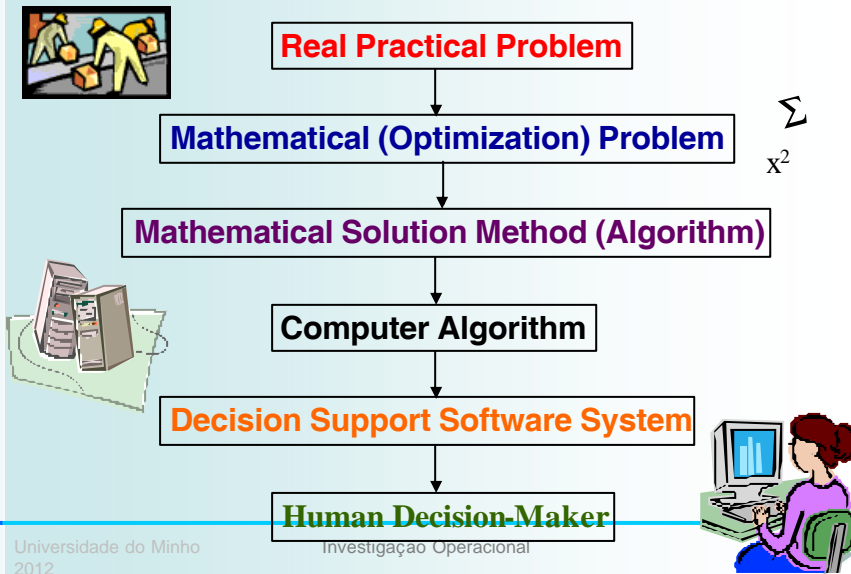 Real Practical Problem
Mathematical (Optimization) Problem
Σ
x²
Mathematical Solution Method (Algorithm)
Computer Algorithm
Decision Support Software System
Human Decision-Maker
Universidade do Minho
2012
Investigação Operacional